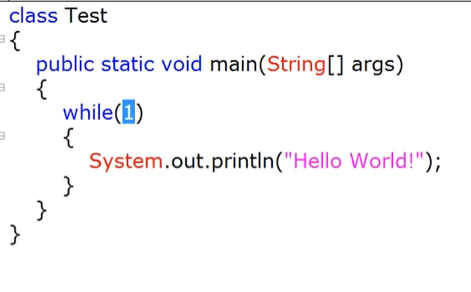 class Test
{
public static void main(String[] args)
{
while(1)
{
System.out.println("Hello World!");
}
}
}